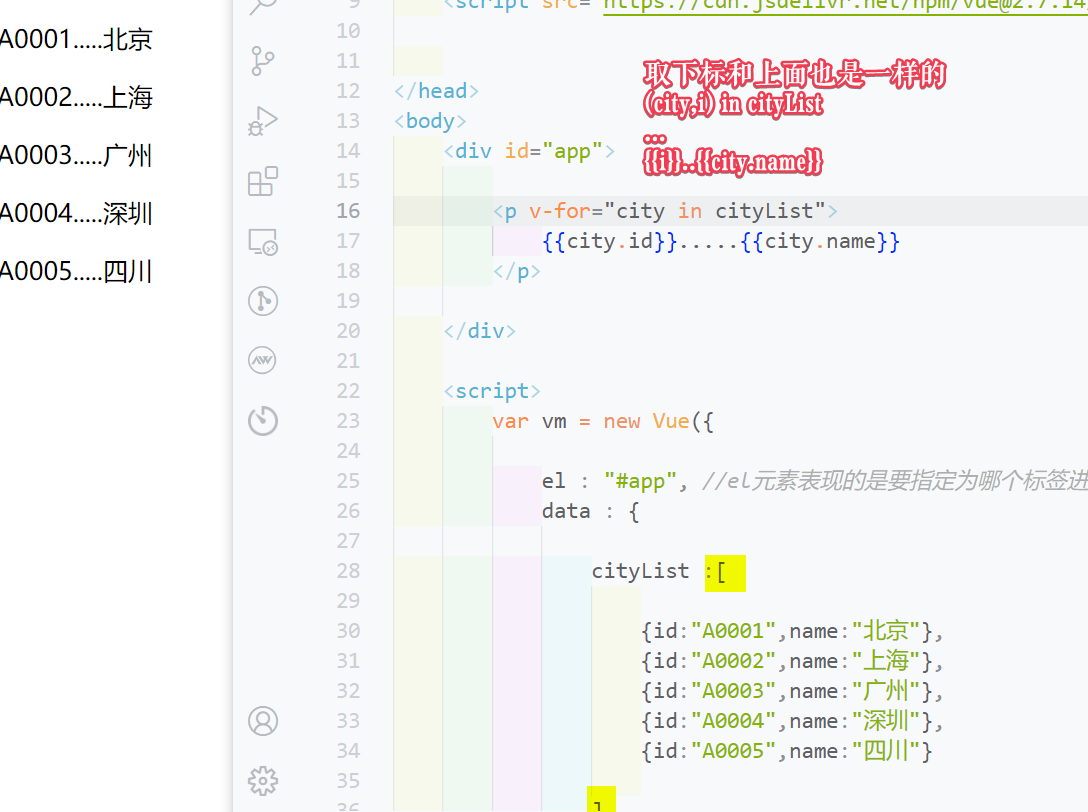 A0001.....北京
A0002.....上海
A0003.....广州
A0004.....深圳
A0005.....四川
9 <script src="https://cdn.jsdelivr.net/npm/vue@2.7.14/
10
11
12 </head>
13 <body>
14 <div id="app">
15
16 <p v-for="city in cityList">
17 {{city.id}}.....{{city.name}}
18 </p>
19
20 </div>
21
22 <script>
23 var vm = new Vue({
24
25 el : "#app", //el元素表现的是要指定为哪个标签进
26 data : {
27
28 cityList :[
29
30 {id:"A0001",name:"北京"},
31 {id:"A0002",name:"上海"},
32 {id:"A0003",name:"广州"},
33 {id:"A0004",name:"深圳"},
34 {id:"A0005",name:"四川"}
35
36 ]
取下标和上面也是一样的
(city,i) in cityList
...
{{i}}..{{city.name}}